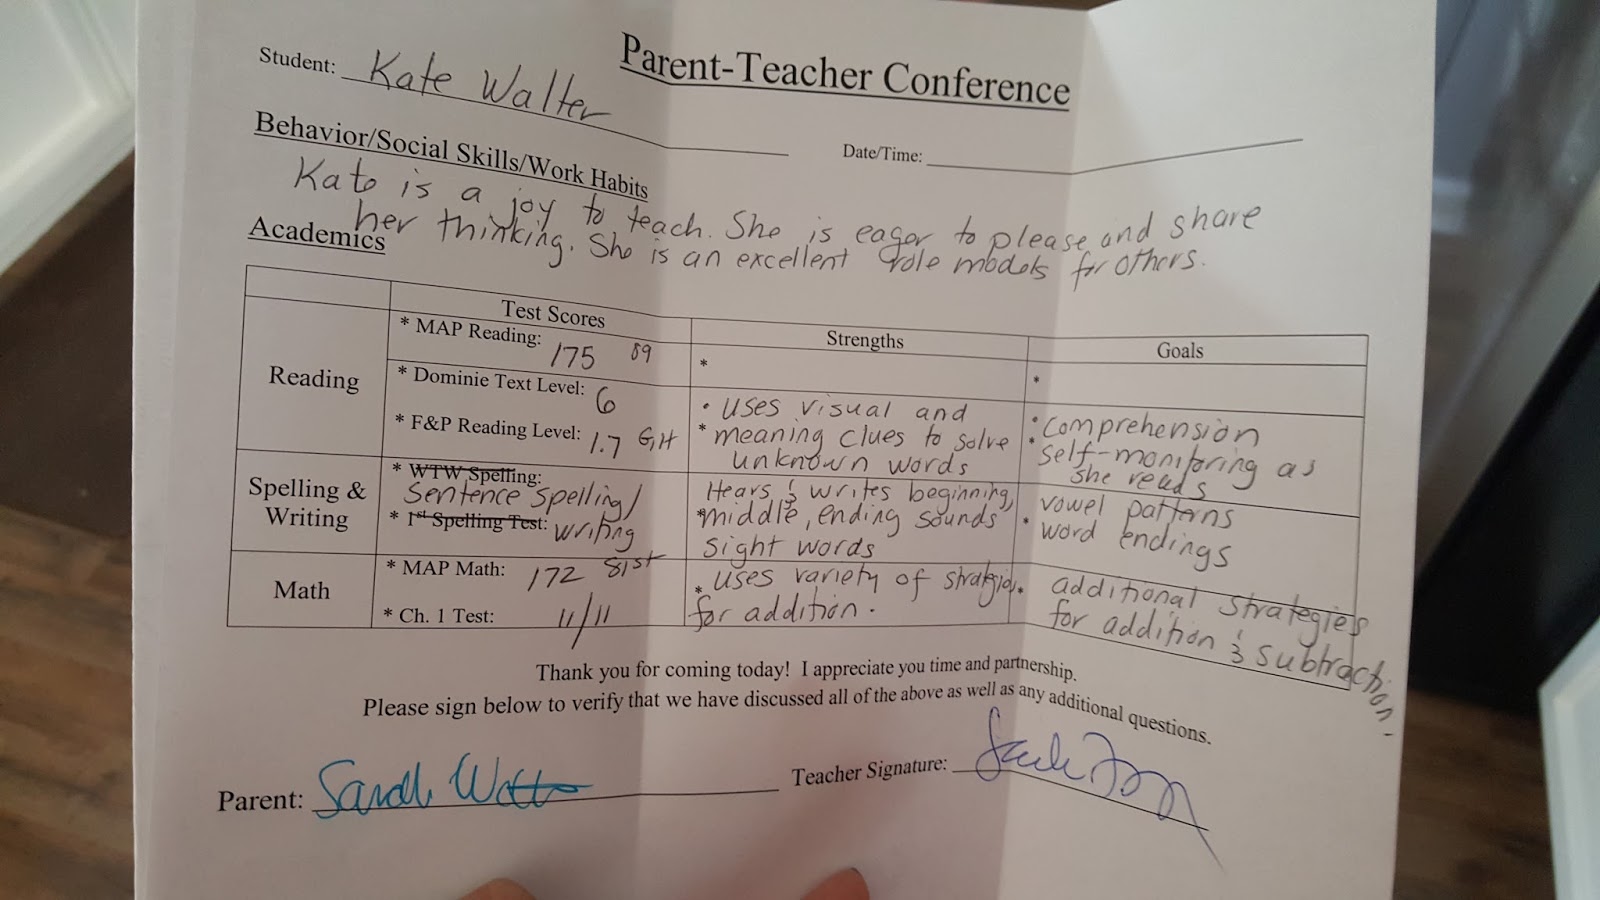 Parent-Teacher Conference
Student: Kate Walter
Date/Time:
Behavior/Social Skills/Work Habits
Kate is a joy to teach. She is eager to please and share
her thinking. She is an excellent role models for others.
Academics
Test Scores
Strengths
Goals
Reading
* MAP Reading: 175 89
* Dominie Text Level: 6
* F&P Reading Level: 1.7 G,H
*
• uses visual and
* meaning clues to solve
unknown words
*
• comprehension
• self-monitoring as
she reads
Spelling &
Writing
* WTW Spelling:
Sentence spelling/
* 1st Spelling Test: writing
Hears & writes beginning,
* middle, ending sounds
sight words
vowel patterns
• word endings
Math
* MAP Math: 172 81st
* Ch. 1 Test: 11/11
* uses variety of
for addition.
• additional strategies
for addition & subtraction.
Thank you for coming today! I appreciate you time and partnership.
Please sign below to verify that we have discussed all of the above as well as any additional questions.
Parent: Sarah
Teacher Signature: